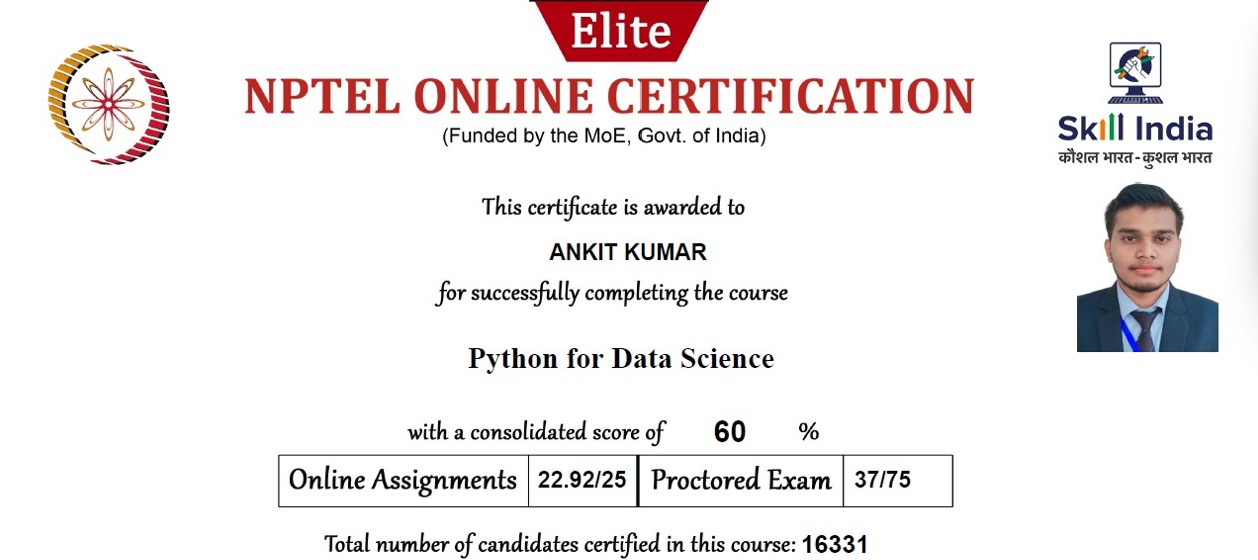 Elite
NPTEL ONLINE CERTIFICATION
(Funded by the MoE, Govt. of India)
Skill India
कौशल भारत - कुशल भारत
This certificate is awarded to
ANKIT KUMAR
for successfully completing the course
Python for Data Science
with a consolidated score of 60 %
Online Assignments 22.92/25 Proctored Exam 37/75
Total number of candidates certified in this course: 16331